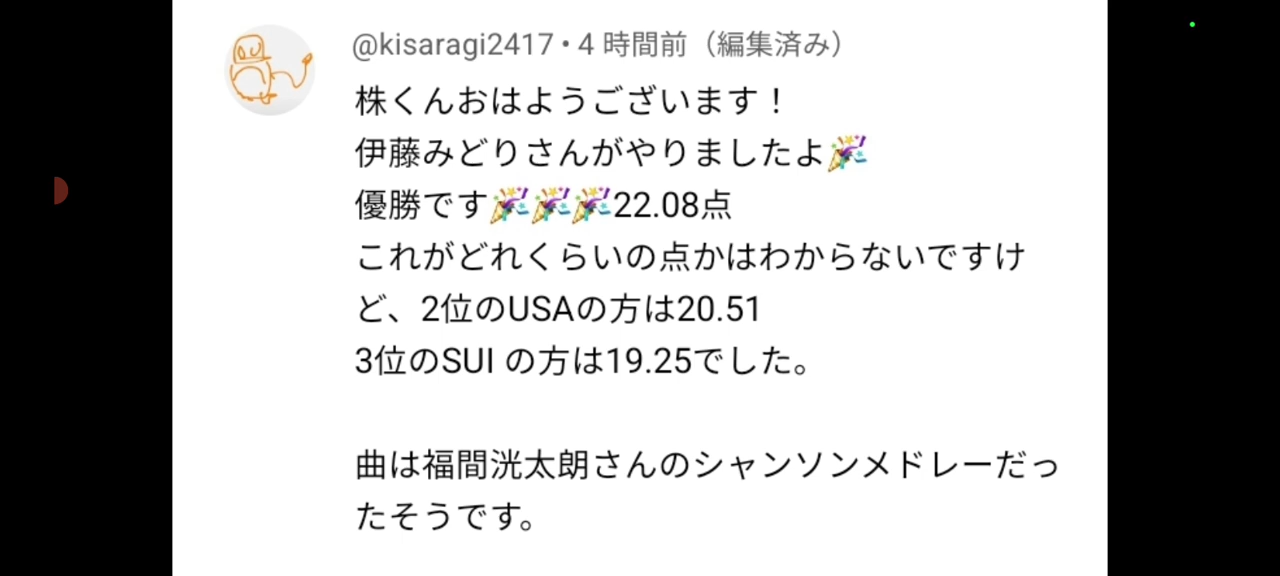 @kisaragi2417 • 4 時間前（編集済み）
株くんおはようございます！
伊藤みどりさんがやりましたよ🎉
優勝です🎉🎉🎉22.08点
これがどれくらいの点かはわからないですけ
ど、2位のUSAの方は20.51
3位のSUI の方は19.25でした。
曲は福間洸太朗さんのシャンソンメドレーだっ
たそうです。